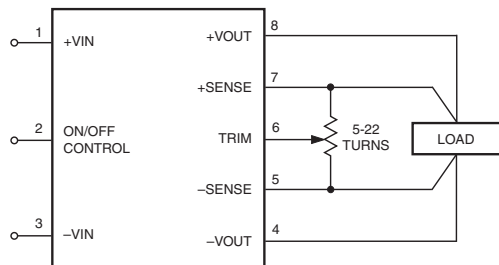 1 +VIN +VOUT 8
+SENSE 7
2 ON/OFF CONTROL TRIM 6 5-22 TURNS LOAD
–SENSE 5
3 –VIN –VOUT 4